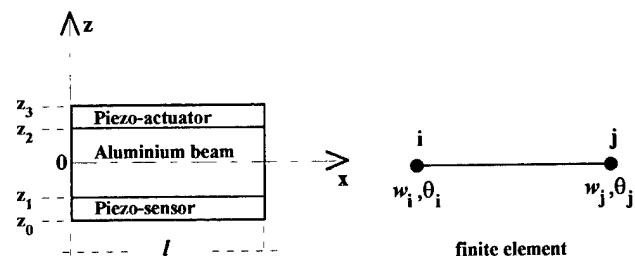 z
z₃
Piezo-actuator
z₂
0
Aluminium beam
x
z₁
Piezo-sensor
z₀
l
i
j
wᵢ,θᵢ
wⱼ,θⱼ
finite element